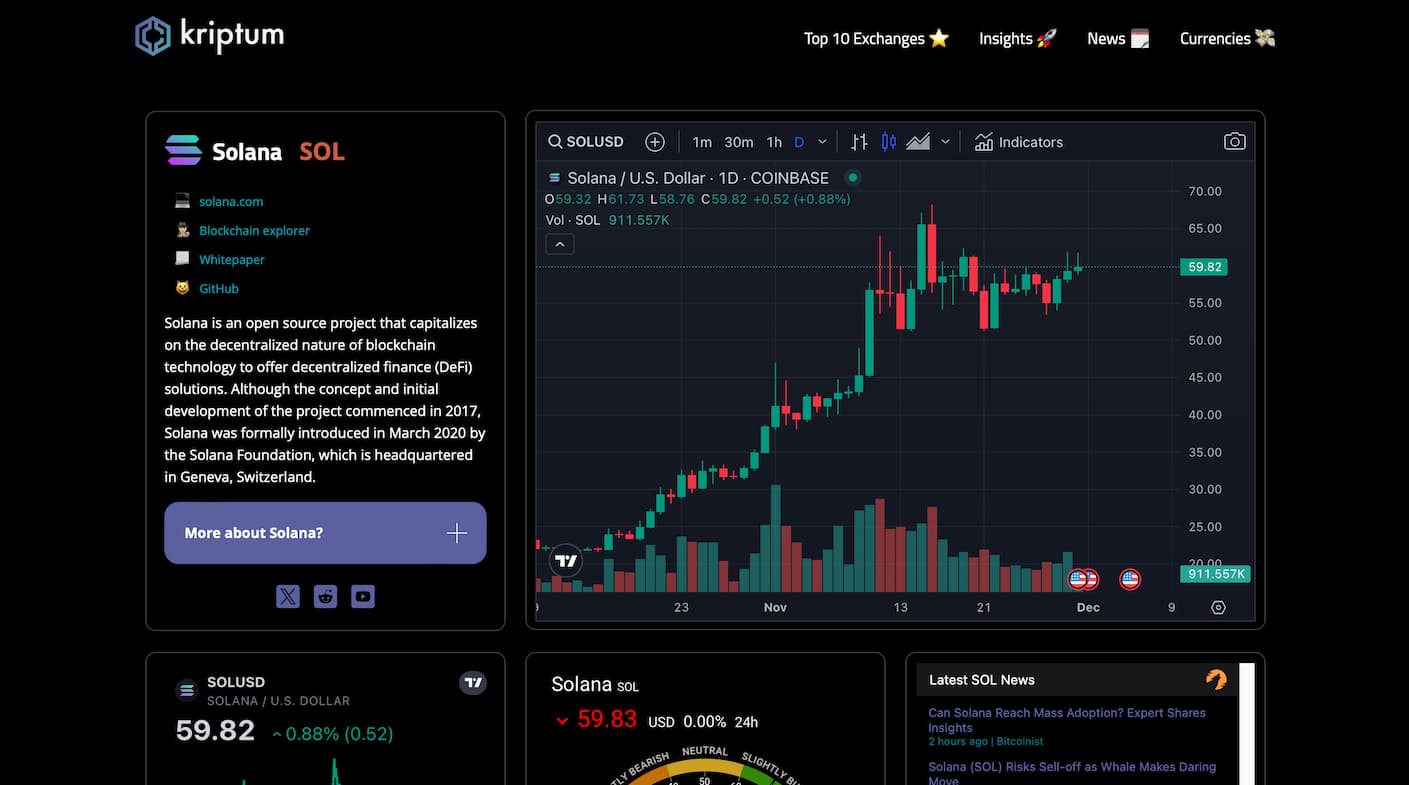 kriptum
Top 10 Exchanges ⭐
Insights 🚀
News 🗒️
Currencies 💸
Solana SOL
solana.com
Blockchain explorer
Whitepaper
GitHub
Solana is an open source project that capitalizes
on the decentralized nature of blockchain
technology to offer decentralized finance (DeFi)
solutions. Although the concept and initial
development of the project commenced in 2017,
Solana was formally introduced in March 2020 by
the Solana Foundation, which is headquartered
in Geneva, Switzerland.
More about Solana?
SOLUSD 1m 30m 1h D Indicators
Solana / U.S. Dollar · 1D · COINBASE
O59.32 H61.73 L58.76 C59.82 +0.52 (+0.88%)
Vol · SOL 911.557K
70.00
65.00
59.82
55.00
50.00
45.00
40.00
35.00
30.00
25.00
20.00
911.557K
23 Nov 13 21 Dec 9
SOLUSD
SOLANA / U.S. DOLLAR
59.82 0.88% (0.52)
Solana SOL
59.83 USD 0.00% 24h
NEUTRAL
50
Latest SOL News
Can Solana Reach Mass Adoption? Expert Shares
Insights
2 hours ago | Bitcoinist
Solana (SOL) Risks Sell-off as Whale Makes Daring
Move